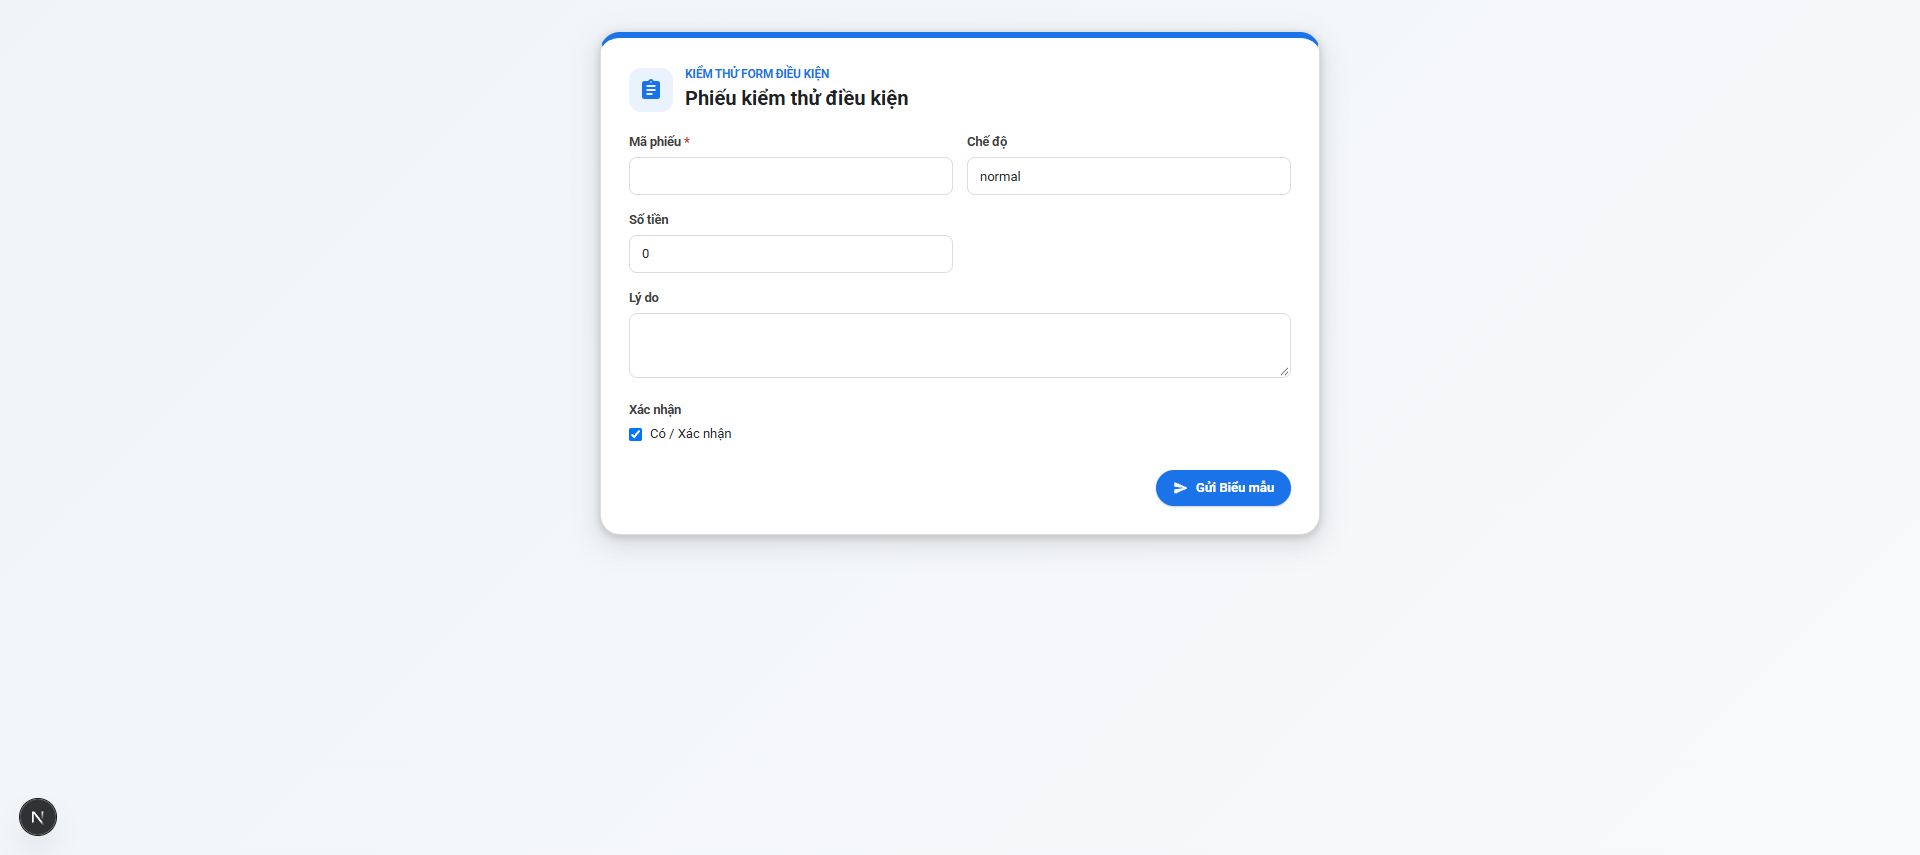 KIỂM THỬ FORM ĐIỀU KIỆN
Phiếu kiểm thử điều kiện
Mã phiếu *
Chế độ
normal
Số tiền
0
Lý do
Xác nhận
Có / Xác nhận
Gửi Biểu mẫu
N